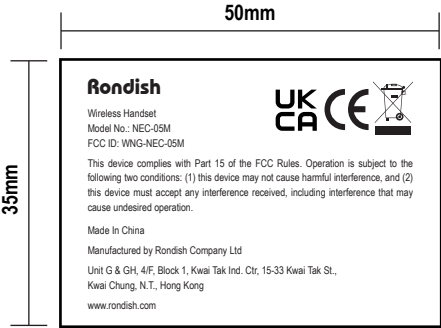 50mm
35mm
Rondish
UK
CA CE
Wireless Handset
Model No.: NEC-05M
FCC ID: WNG-NEC-05M
This device complies with Part 15 of the FCC Rules. Operation is subject to the
following two conditions: (1) this device may not cause harmful interference, and (2)
this device must accept any interference received, including interference that may
cause undesired operation.
Made In China
Manufactured by Rondish Company Ltd
Unit G & GH, 4/F, Block 1, Kwai Tak Ind. Ctr, 15-33 Kwai Tak St.,
Kwai Chung, N.T., Hong Kong
www.rondish.com